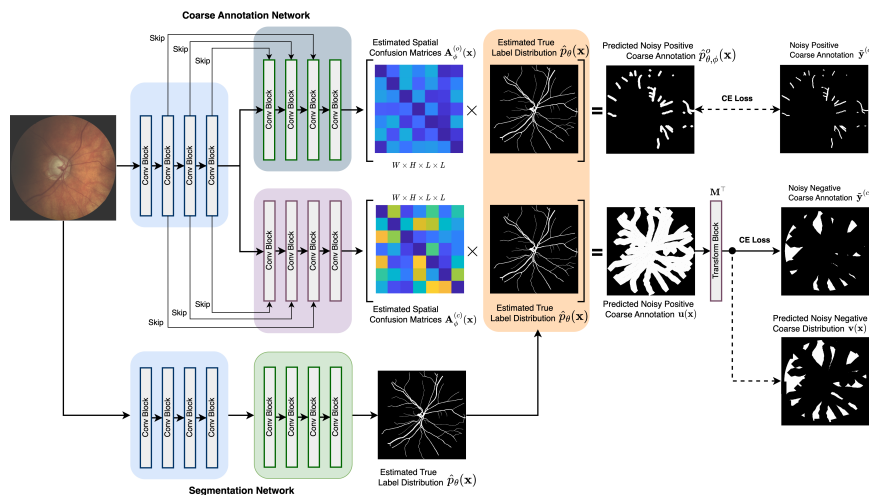 Coarse Annotation Network
Skip
Skip
Skip
Skip
Conv Block
Conv Block
Conv Block
Conv Block
Conv Block
Conv Block
Conv Block
Conv Block
Estimated Spatial
Confusion Matrices A_ϕ^{(o)}(x)
W × H × L × L
×
Estimated True
Label Distribution p̂_θ(x)
=
Predicted Noisy Positive
Coarse Annotation p̂^o_{θ,ϕ}(x)
CE Loss
Noisy Positive
Coarse Annotation ỹ^{(o
Conv Block
Conv Block
Conv Block
Conv Block
Skip
Skip
Skip
W × H × L × L
Estimated Spatial
Confusion Matrices A_ϕ^{(c)}(x)
×
Estimated True
Label Distribution p̂_θ(x)
=
Predicted Noisy Positive
Coarse Annotation u(x)
M^⊤
Transform Block
CE Loss
Noisy Negative
Coarse Annotation ỹ^{(c
Predicted Noisy Negative
Coarse Distribution v(x)
Conv Block
Conv Block
Conv Block
Conv Block
Conv Block
Conv Block
Conv Block
Conv Block
Estimated True
Label Distribution p̂_θ(x)
Segmentation Network